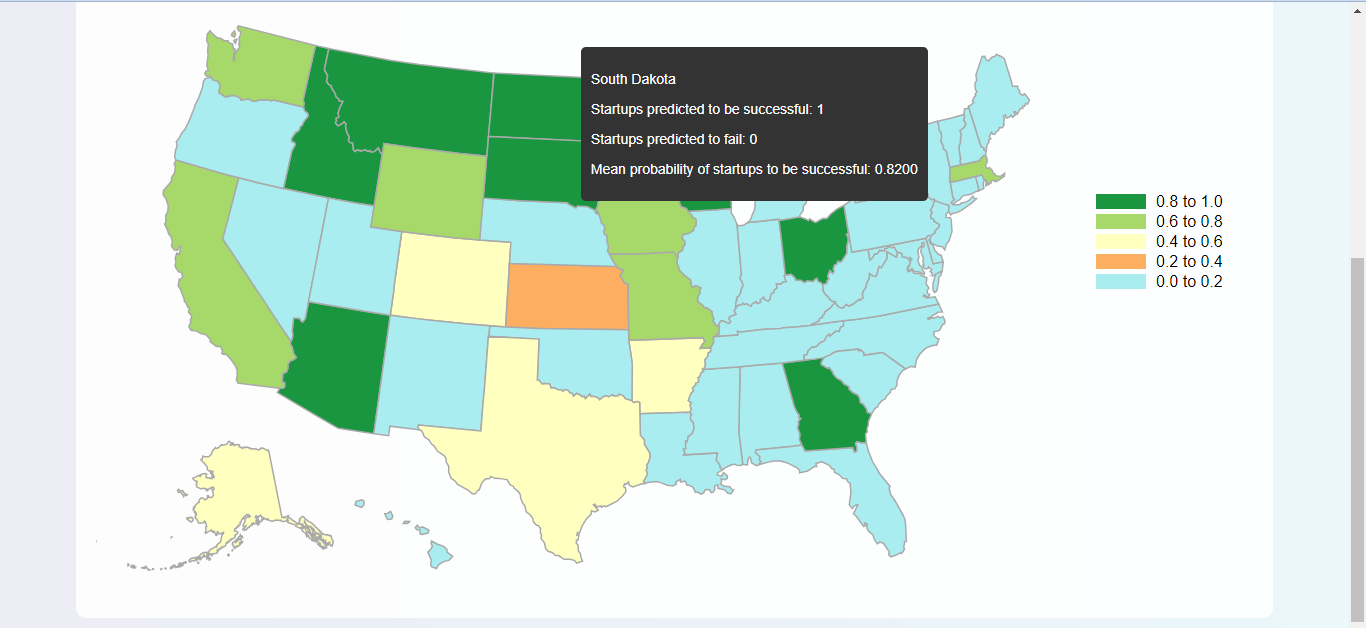 South Dakota
Startups predicted to be successful: 1
Startups predicted to fail: 0
Mean probability of startups to be successful: 0.8200
0.8 to 1.0
0.6 to 0.8
0.4 to 0.6
0.2 to 0.4
0.0 to 0.2